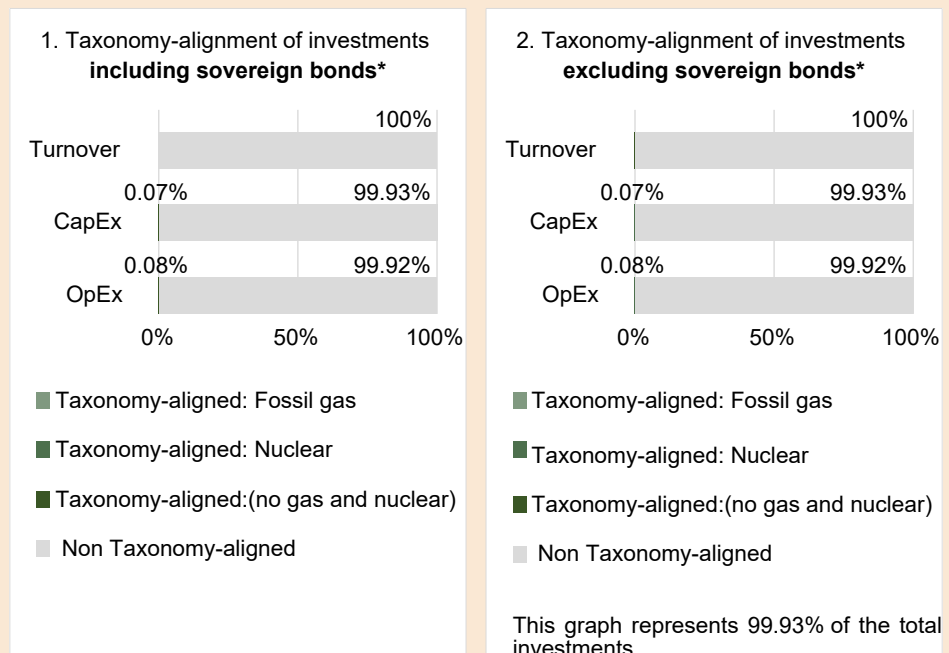 1. Taxonomy-alignment of investments
including sovereign bonds*
100%
Turnover
0.07% 99.93%
CapEx
0.08% 99.92%
OpEx
0% 50% 100%
Taxonomy-aligned: Fossil gas
Taxonomy-aligned: Nuclear
Taxonomy-aligned:(no gas and nuclear)
Non Taxonomy-aligned
2. Taxonomy-alignment of investments
excluding sovereign bonds*
100%
Turnover
0.07% 99.93%
CapEx
0.08% 99.92%
OpEx
0% 50% 100%
Taxonomy-aligned: Fossil gas
Taxonomy-aligned: Nuclear
Taxonomy-aligned:(no gas and nuclear)
Non Taxonomy-aligned
This graph represents 99.93% of the total
investments